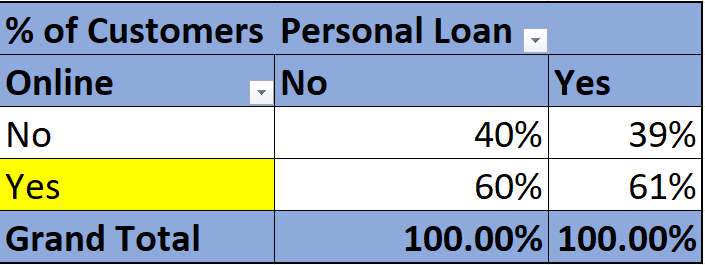 % of Customers Personal Loan
Online No Yes
No 40% 39%
Yes 60% 61%
Grand Total 100.00% 100.00%